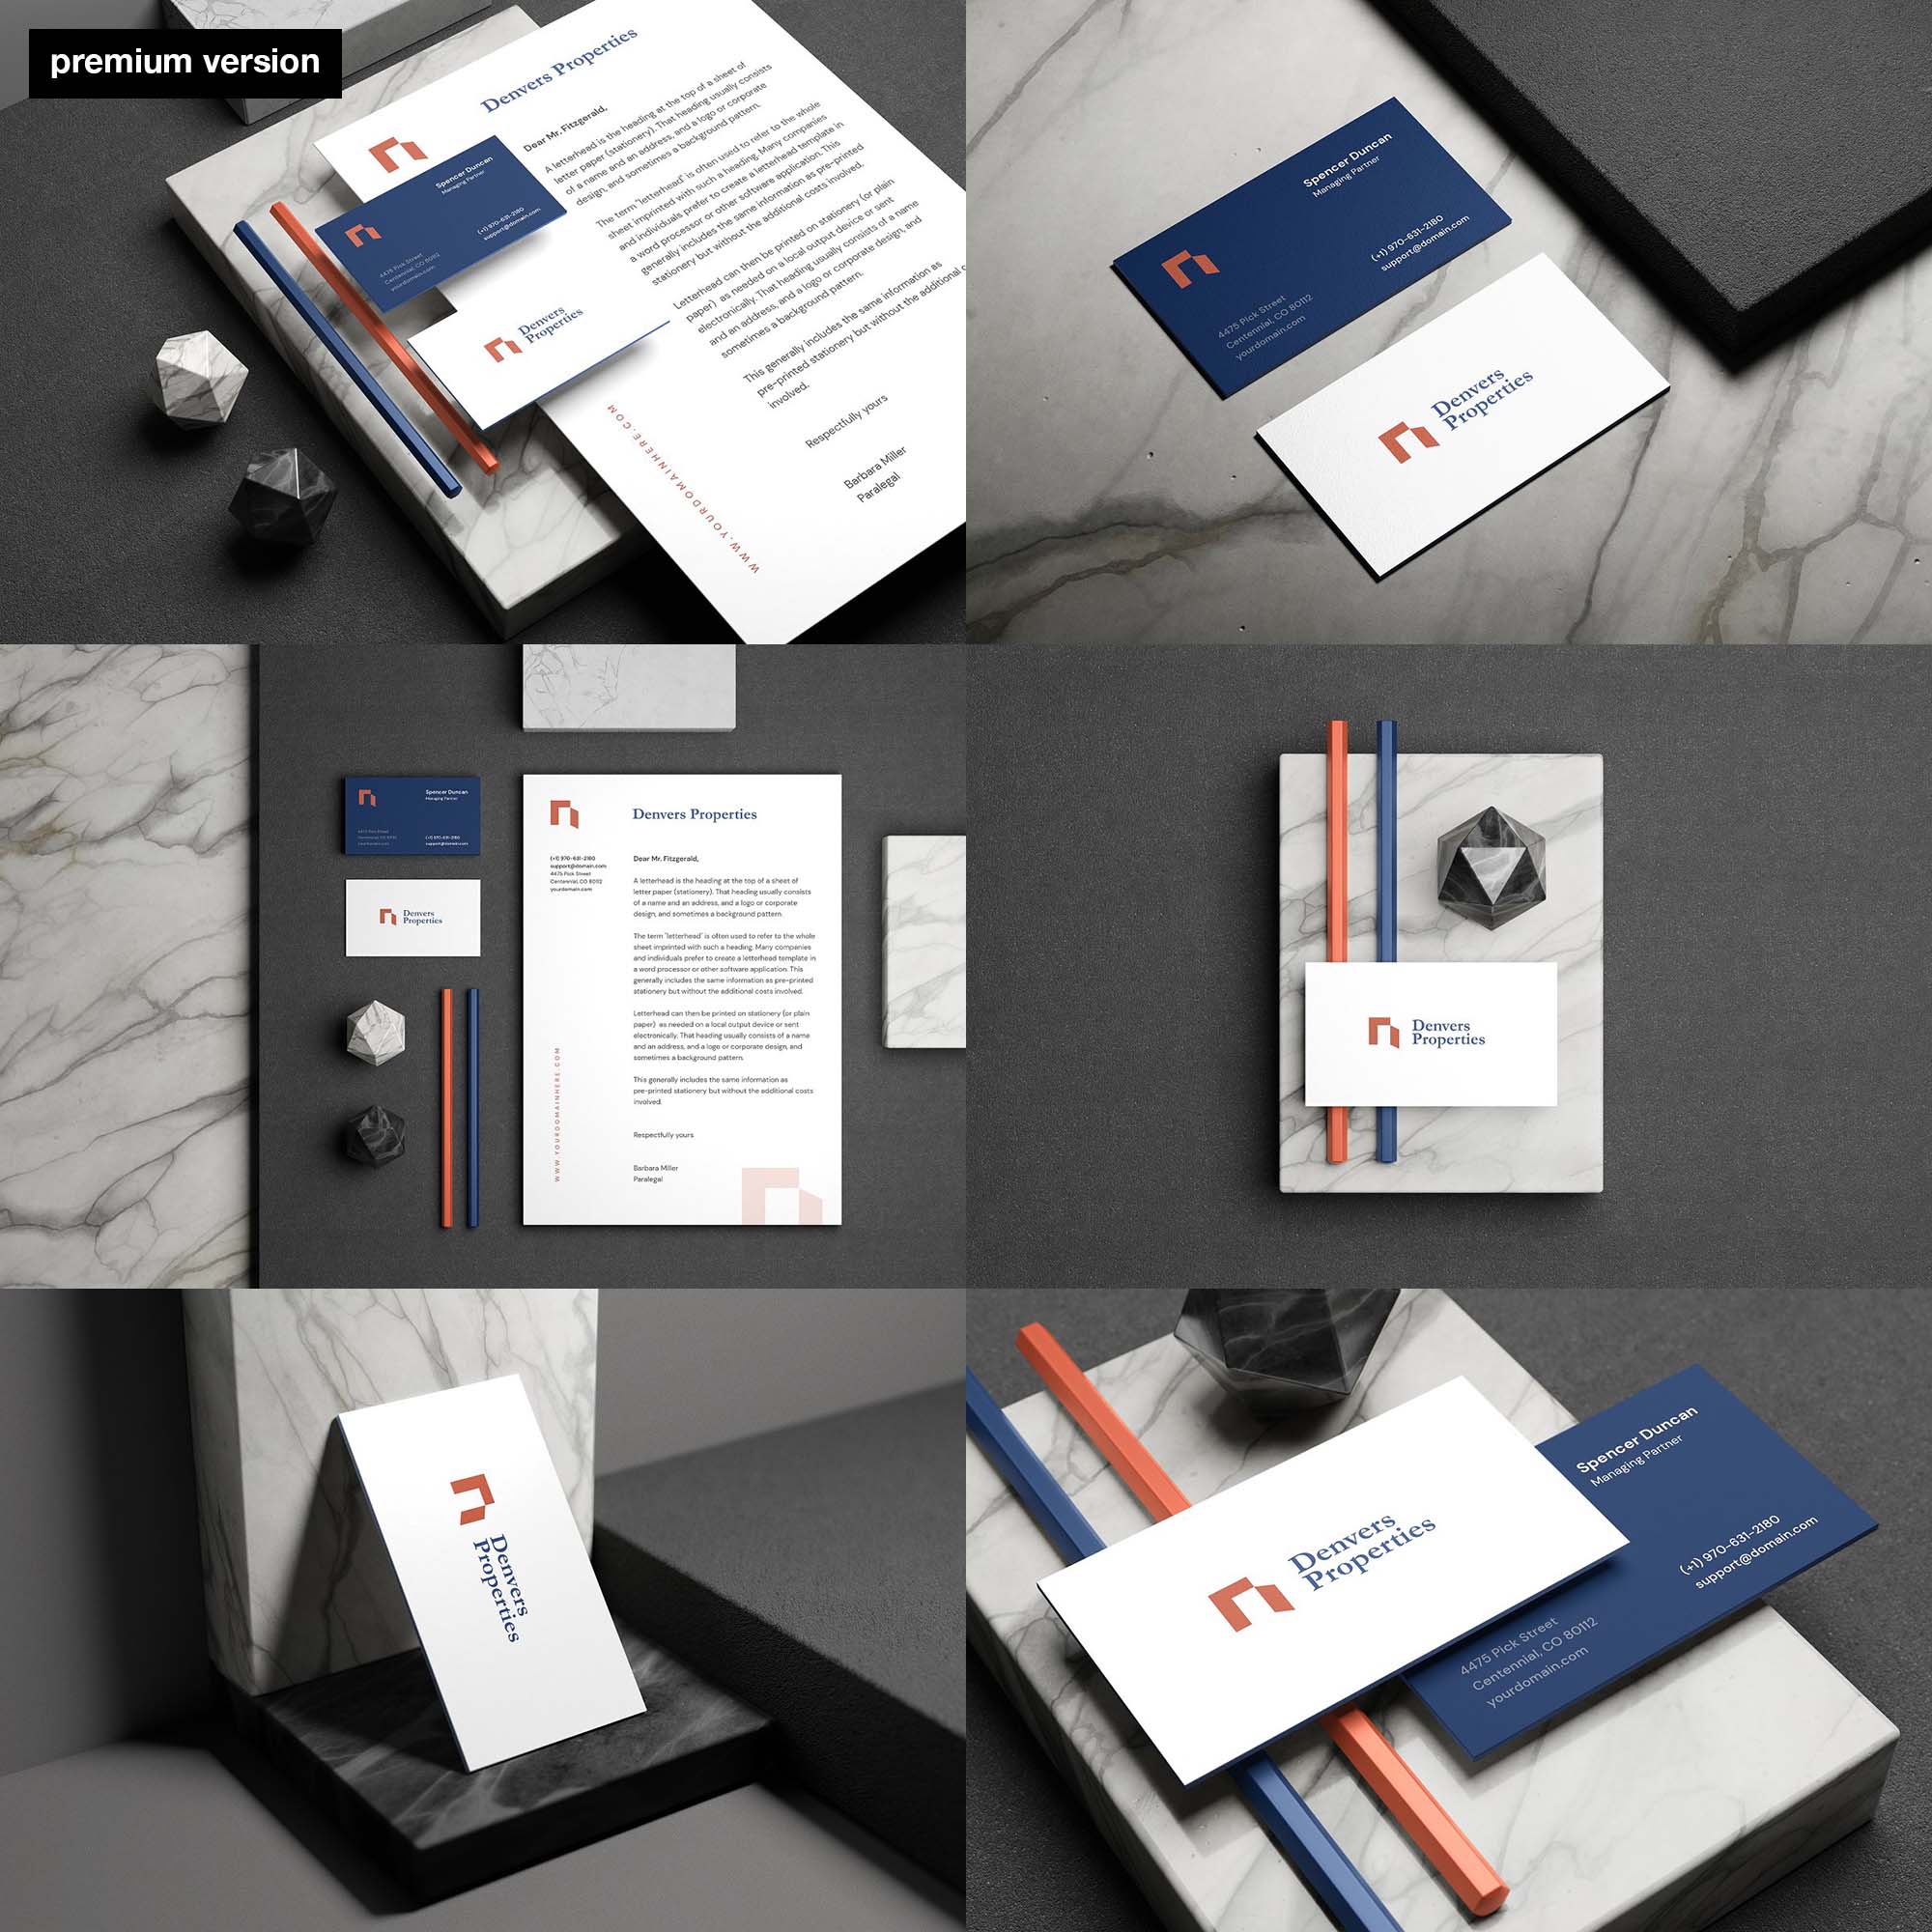 premium version
Denvers Properties
Dear Mr. Fitzgerald,
A letterhead is the heading at the top of a sheet of
letter paper (stationery). That heading usually consists
of a name and an address, and a logo or corporate
design, and sometimes a background pattern.
The term "letterhead" is often used to refer to the whole
sheet imprinted with such a heading. Many companies
and individuals prefer to create a letterhead template in
a word processor or other software application. This
generally includes the same information as pre-printed
stationery but without the additional costs involved.
Letterhead can then be printed on stationery (or plain
paper) as needed on a local output device or sent
electronically. That heading usually consists of a name
and an address, and a logo or corporate design, and
sometimes a background pattern.
This generally includes the same information as
pre-printed stationery but without the additional
involved.
Respectfully yours
Barbara Miller
Paralegal
WWW.YOURDOMAINHERE.COM
Spencer Duncan
Managing Partner
(+1) 970-631-2180
support@domain.com
4475 Pick Street
Centennial, CO 80112
yourdomain.com
Denvers
Properties
Spencer Duncan
Managing Partner
(+1) 970-631-2180
support@domain.com
4475 Pick Street
Centennial, CO 80112
yourdomain.com
Denvers
Properties
Spencer Duncan
Managing Partner
4475 Pick Street
Centennial, CO 80112
yourdomain.com
(+1) 970-631-2180
support@domain.com
Denvers
Properties
Denvers Properties
(+1) 970-631-2180
support@domain.com
4475 Pick Street
Centennial, CO 80112
yourdomain.com
Dear Mr. Fitzgerald,
A letterhead is the heading at the top of a sheet of
letter paper (stationery). That heading usually consists
of a name and an address, and a logo or corporate
design, and sometimes a background pattern.
The term "letterhead" is often used to refer to the whole
sheet imprinted with such a heading. Many companies
and individuals prefer to create a letterhead template in
a word processor or other software application. This
generally includes the same information as pre-printed
stationery but without the additional costs involved.
Letterhead can then be printed on stationery (or plain
paper) as needed on a local output device or sent
electronically. That heading usually consists of a name
and an address, and a logo or corporate design, and
sometimes a background pattern.
This generally includes the same information as
pre-printed stationery but without the additional costs
involved.
Respectfully yours
Barbara Miller
Paralegal
WWW.YOURDOMAINHERE.COM
Denvers
Properties
Denvers
Properties
Denvers
Properties
Spencer Duncan
Managing Partner
(+1) 970-631-2180
support@domain.com
4475 Pick Street
Centennial, CO 80112
yourdomain.com